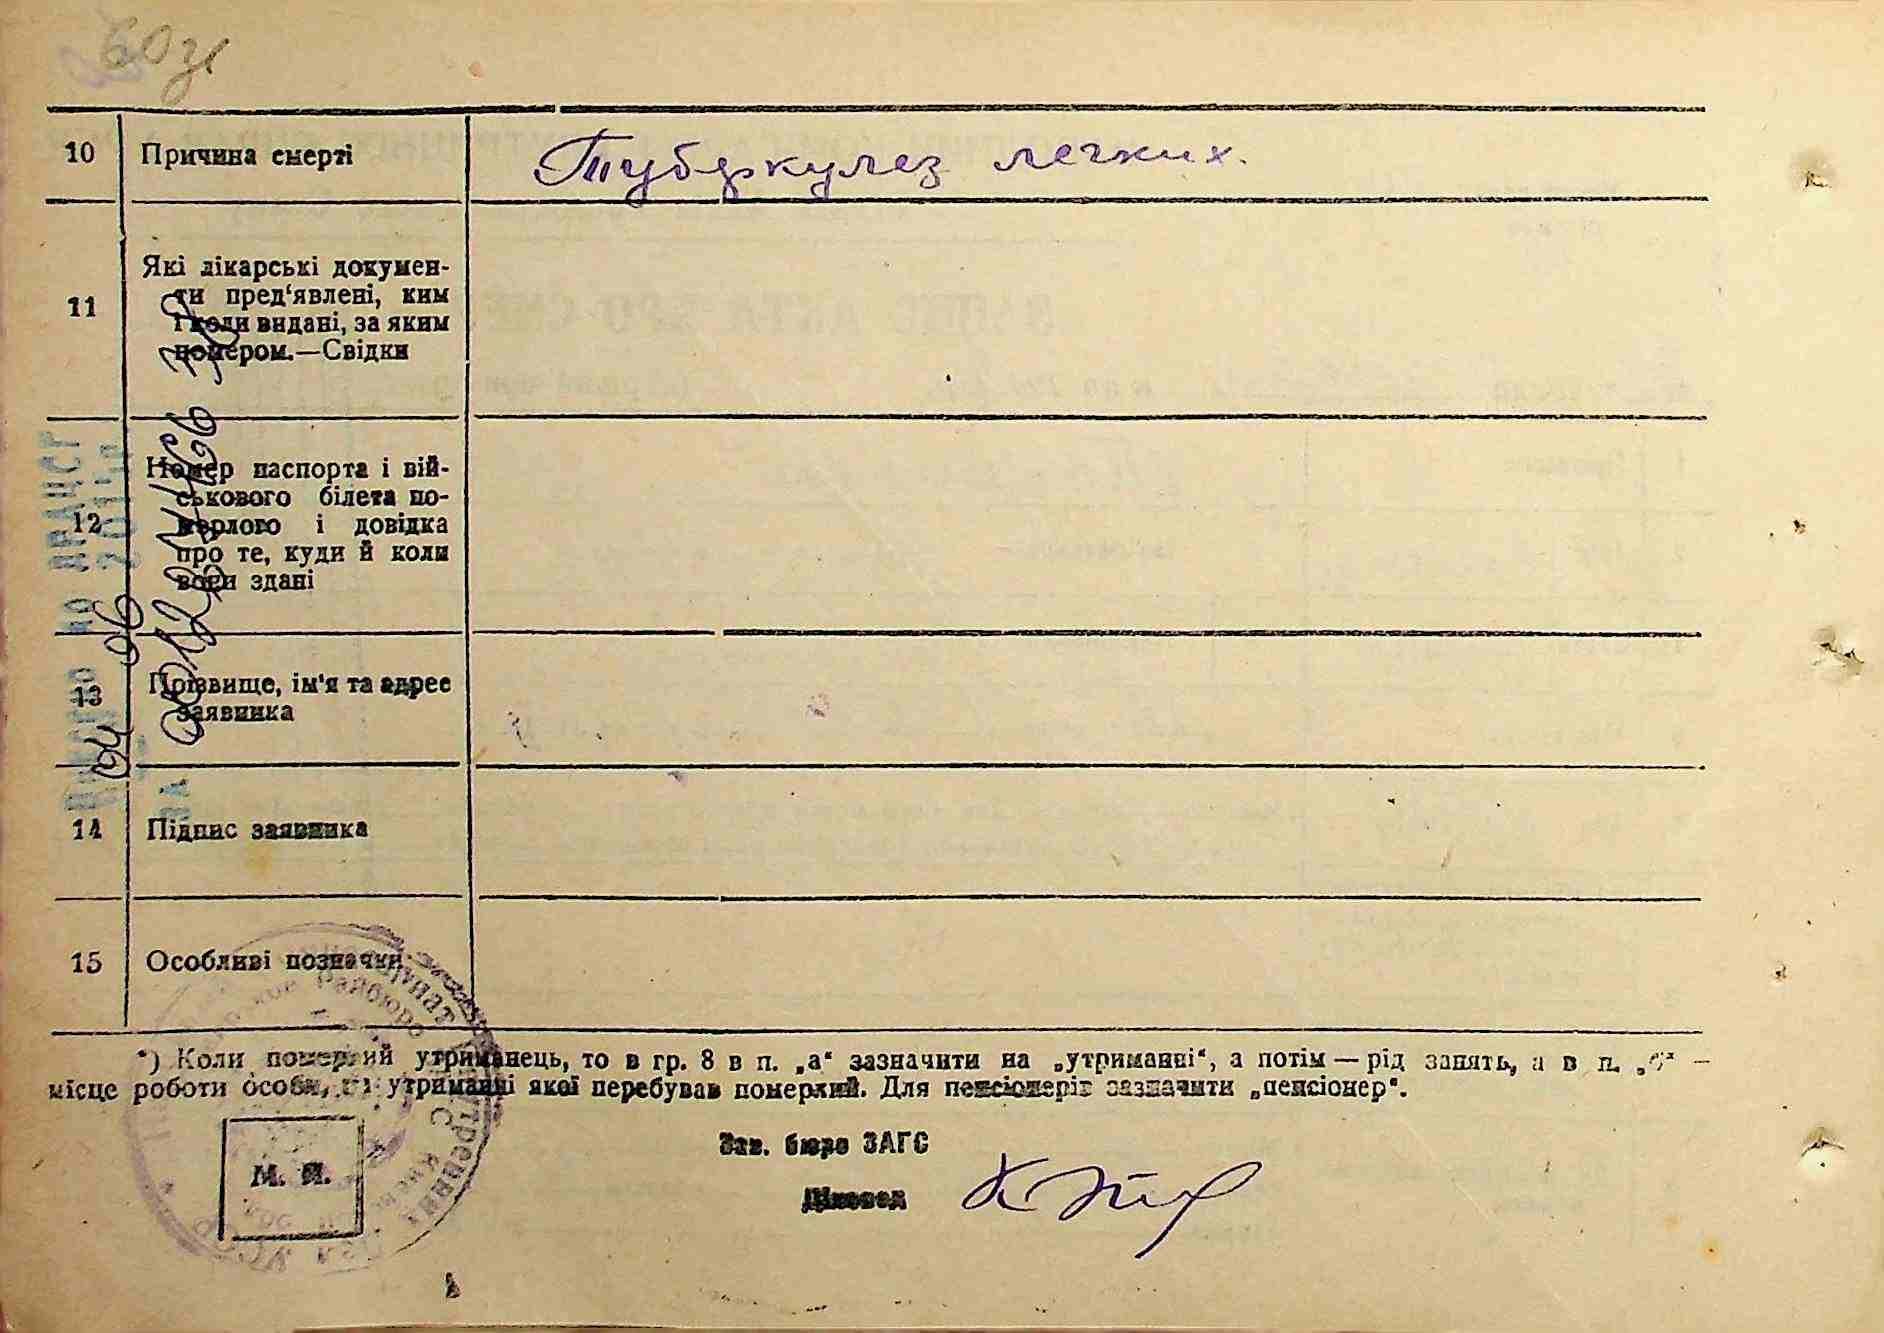 10
Причина смерті
Туберкулез легких.
11
Які лікарські докумен-
ти пред‘явлені, ким
і коли видані, за яким
номером.—Свідки
12
Номер паспорта і вій-
ськового білета по-
мерлого і довідка
про те, куди й коли
вони здані
13
Прізвище, ім'я та адрес
заявника
14
Підпис заявника
15
Особливі позначки
*) Коли померлий утриманець, то в гр. 8 в п. „а“ зазначити на „утриманні“, а потім — рід занять, а в п. „б“ —
місце роботи особи, на утриманні якої перебував померлий. Для пенсіонерів зазначити „пенсіонер“.
Зав. бюро ЗАГС
Діловод
М. П.